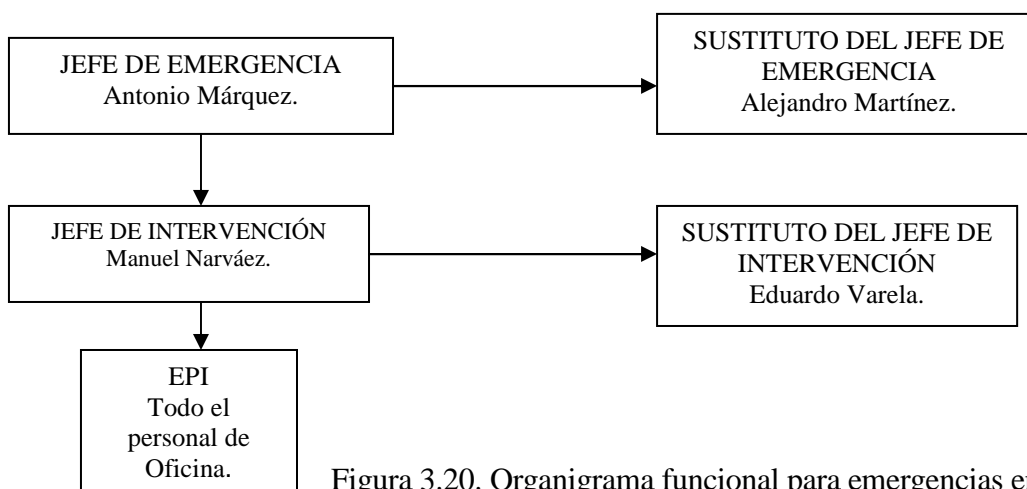 JEFE DE EMERGENCIA
Antonio Márquez.
SUSTITUTO DEL JEFE DE
EMERGENCIA
Alejandro Martínez.
JEFE DE INTERVENCIÓN
Manuel Narváez.
SUSTITUTO DEL JEFE DE
INTERVENCIÓN
Eduardo Varela.
EPI
Todo el
personal de
Oficina.
Figura 3.20. Organigrama funcional para emergencias e